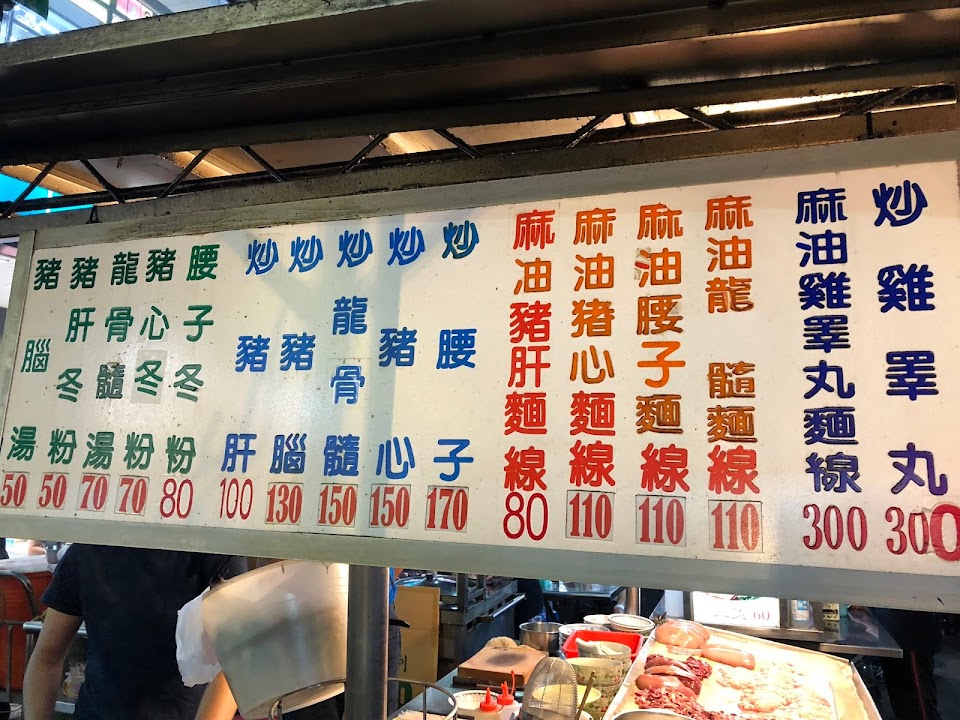 豬腦湯 50
豬肝冬粉 50
龍骨髓湯 70
豬心冬粉 70
腰子冬粉 80
炒豬肝 100
炒豬腦 130
炒龍骨髓 150
炒豬心 150
炒腰子 170
麻油豬肝麵線 80
麻油猪心麵線 110
麻油腰子麵線 110
麻油龍髓麵線 110
麻油雞睪丸麵線 300
炒雞睪丸 300
60